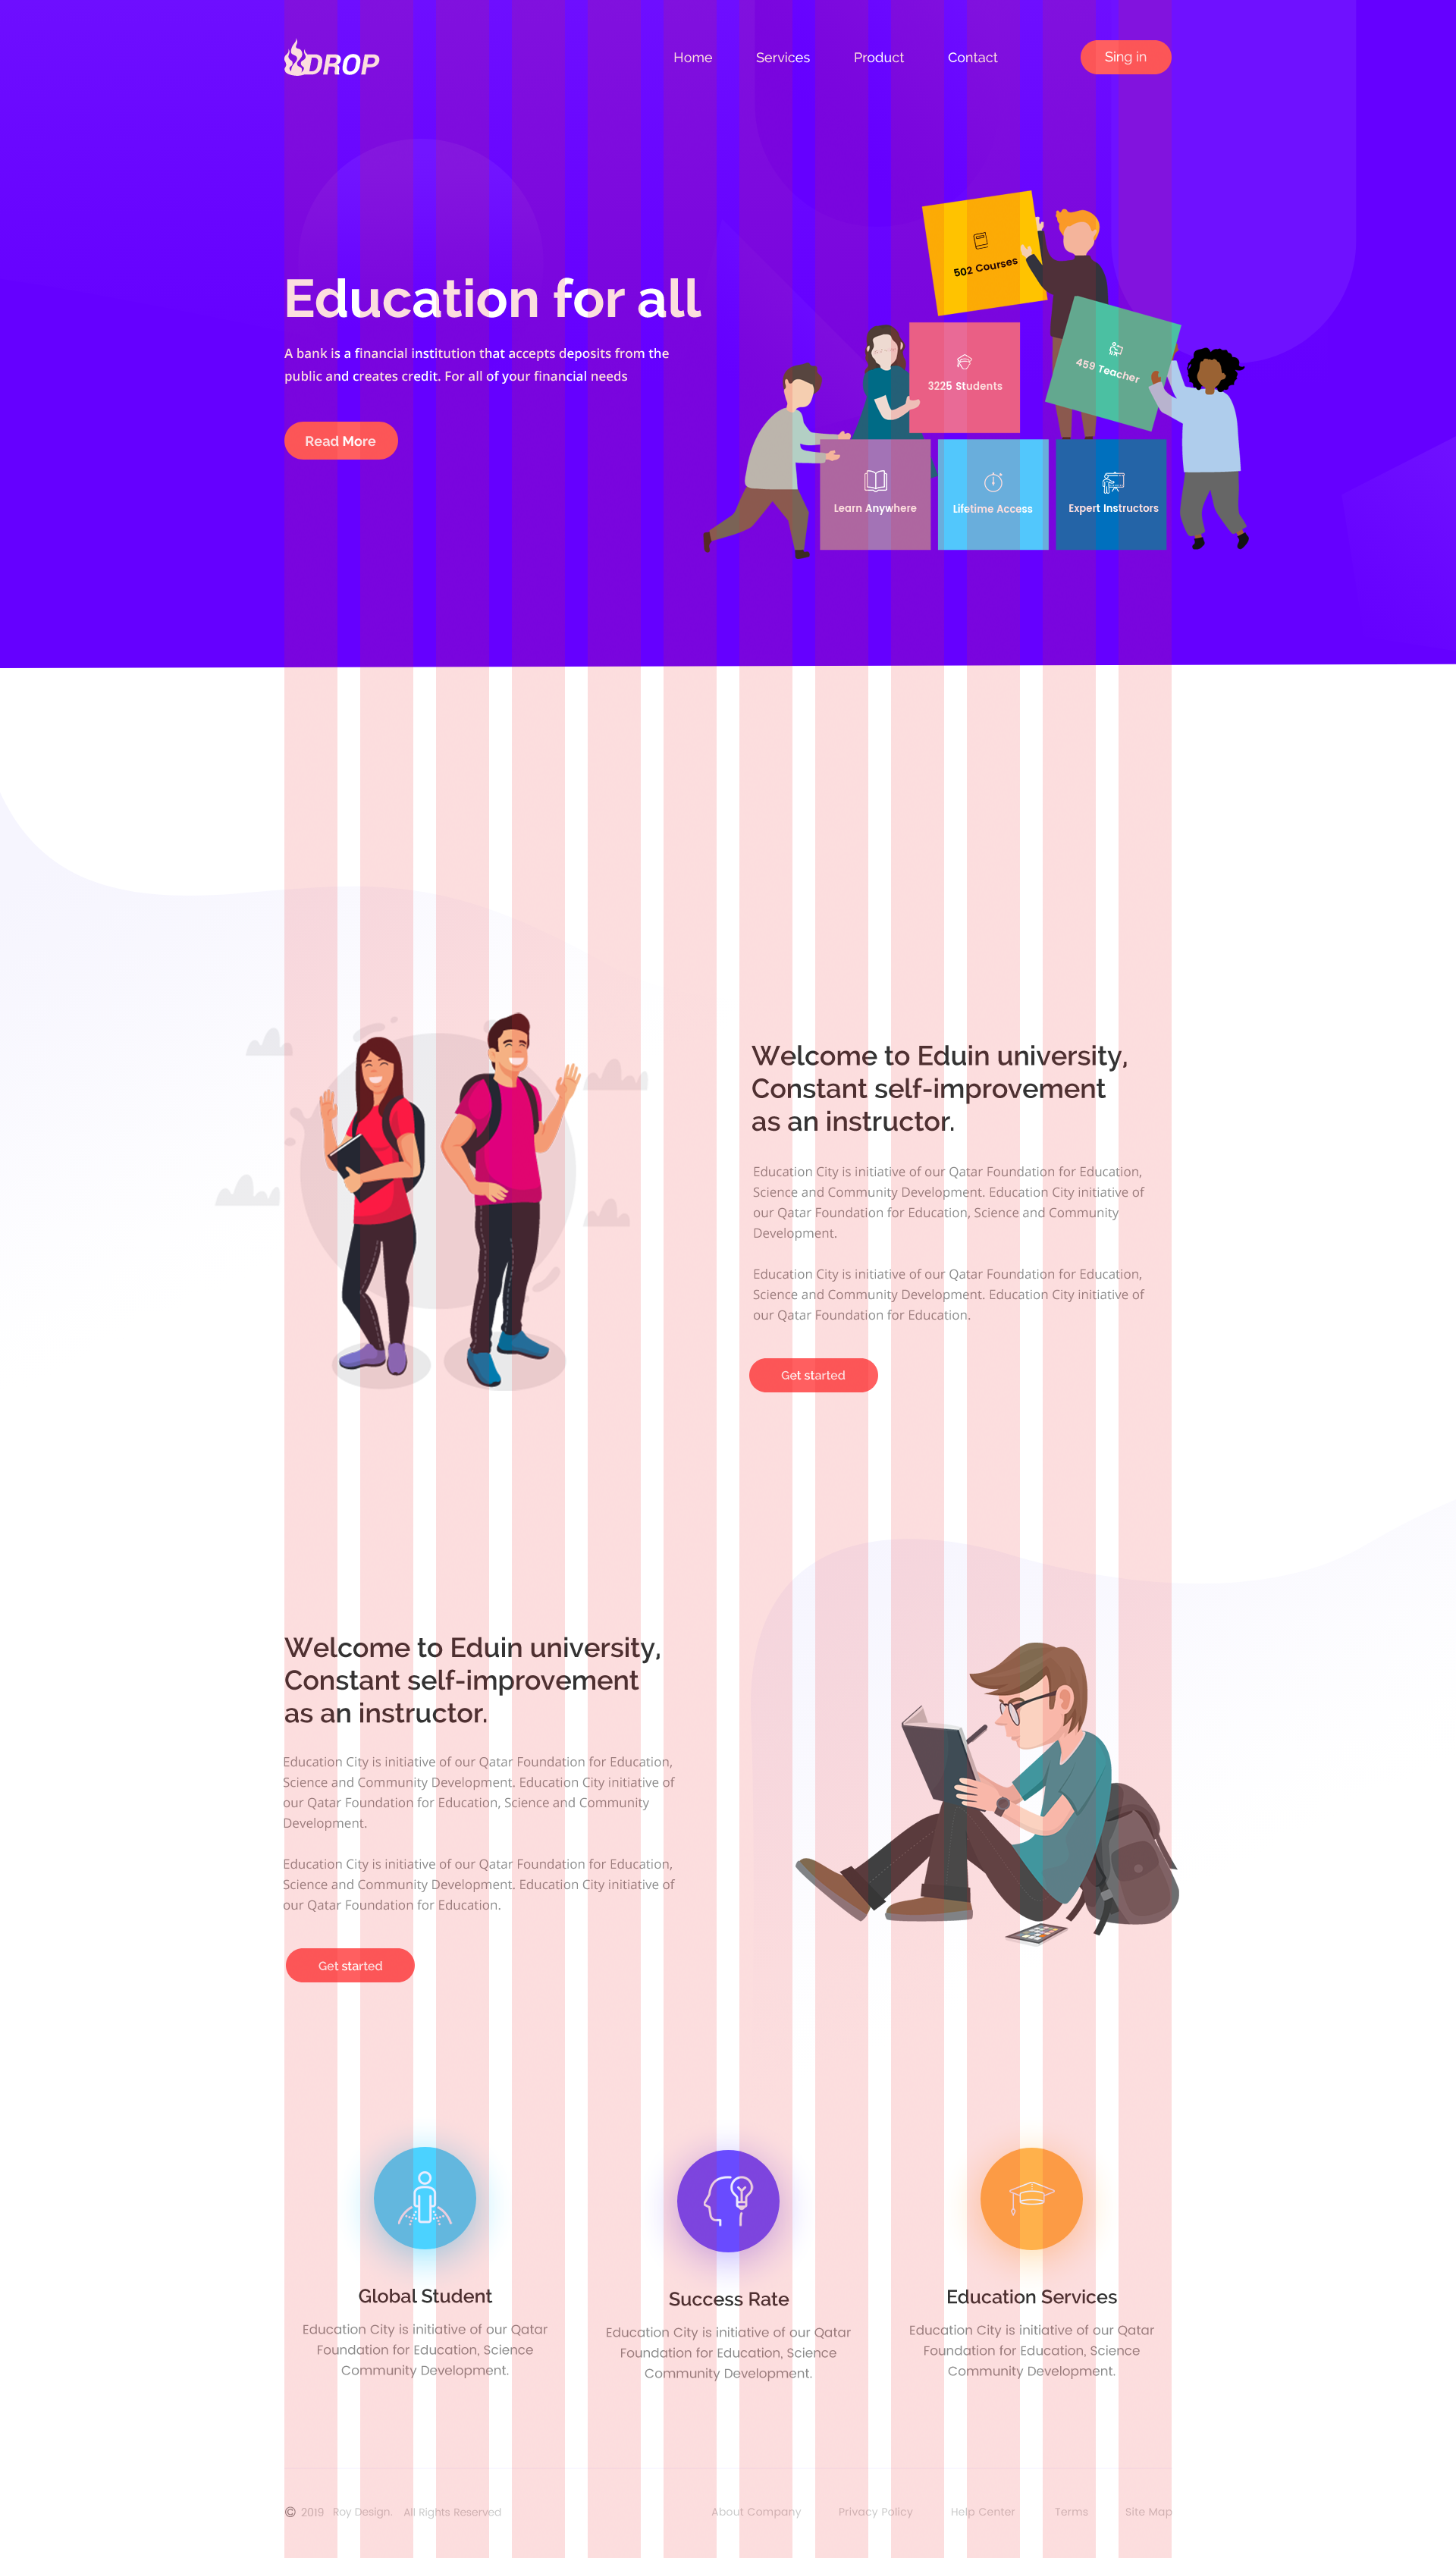 DROP
Home
Services
Product
Contact
Sing in
Education for all
A bank is a financial institution that accepts deposits from the
public and creates credit. For all of your financial needs
Read More
502 Courses
3225 Students
459 Teacher
Learn Anywhere
Lifetime Access
Expert Instructors
Welcome to Eduin university,
Constant self-improvement
as an instructor.
Education City is initiative of our Qatar Foundation for Education,
Science and Community Development. Education City initiative of
our Qatar Foundation for Education, Science and Community
Development.
Education City is initiative of our Qatar Foundation for Education,
Science and Community Development. Education City initiative of
our Qatar Foundation for Education.
Get started
Welcome to Eduin university,
Constant self-improvement
as an instructor.
Education City is initiative of our Qatar Foundation for Education,
Science and Community Development. Education City initiative of
our Qatar Foundation for Education, Science and Community
Development.
Education City is initiative of our Qatar Foundation for Education,
Science and Community Development. Education City initiative of
our Qatar Foundation for Education.
Get started
Global Student
Education City is initiative of our Qatar
Foundation for Education, Science
Community Development.
Success Rate
Education City is initiative of our Qatar
Foundation for Education, Science
Community Development.
Education Services
Education City is initiative of our Qatar
Foundation for Education, Science
Community Development.
© 2019 Roy Design. All Rights Reserved
About Company
Privacy Policy
Help Center
Terms
Site Map